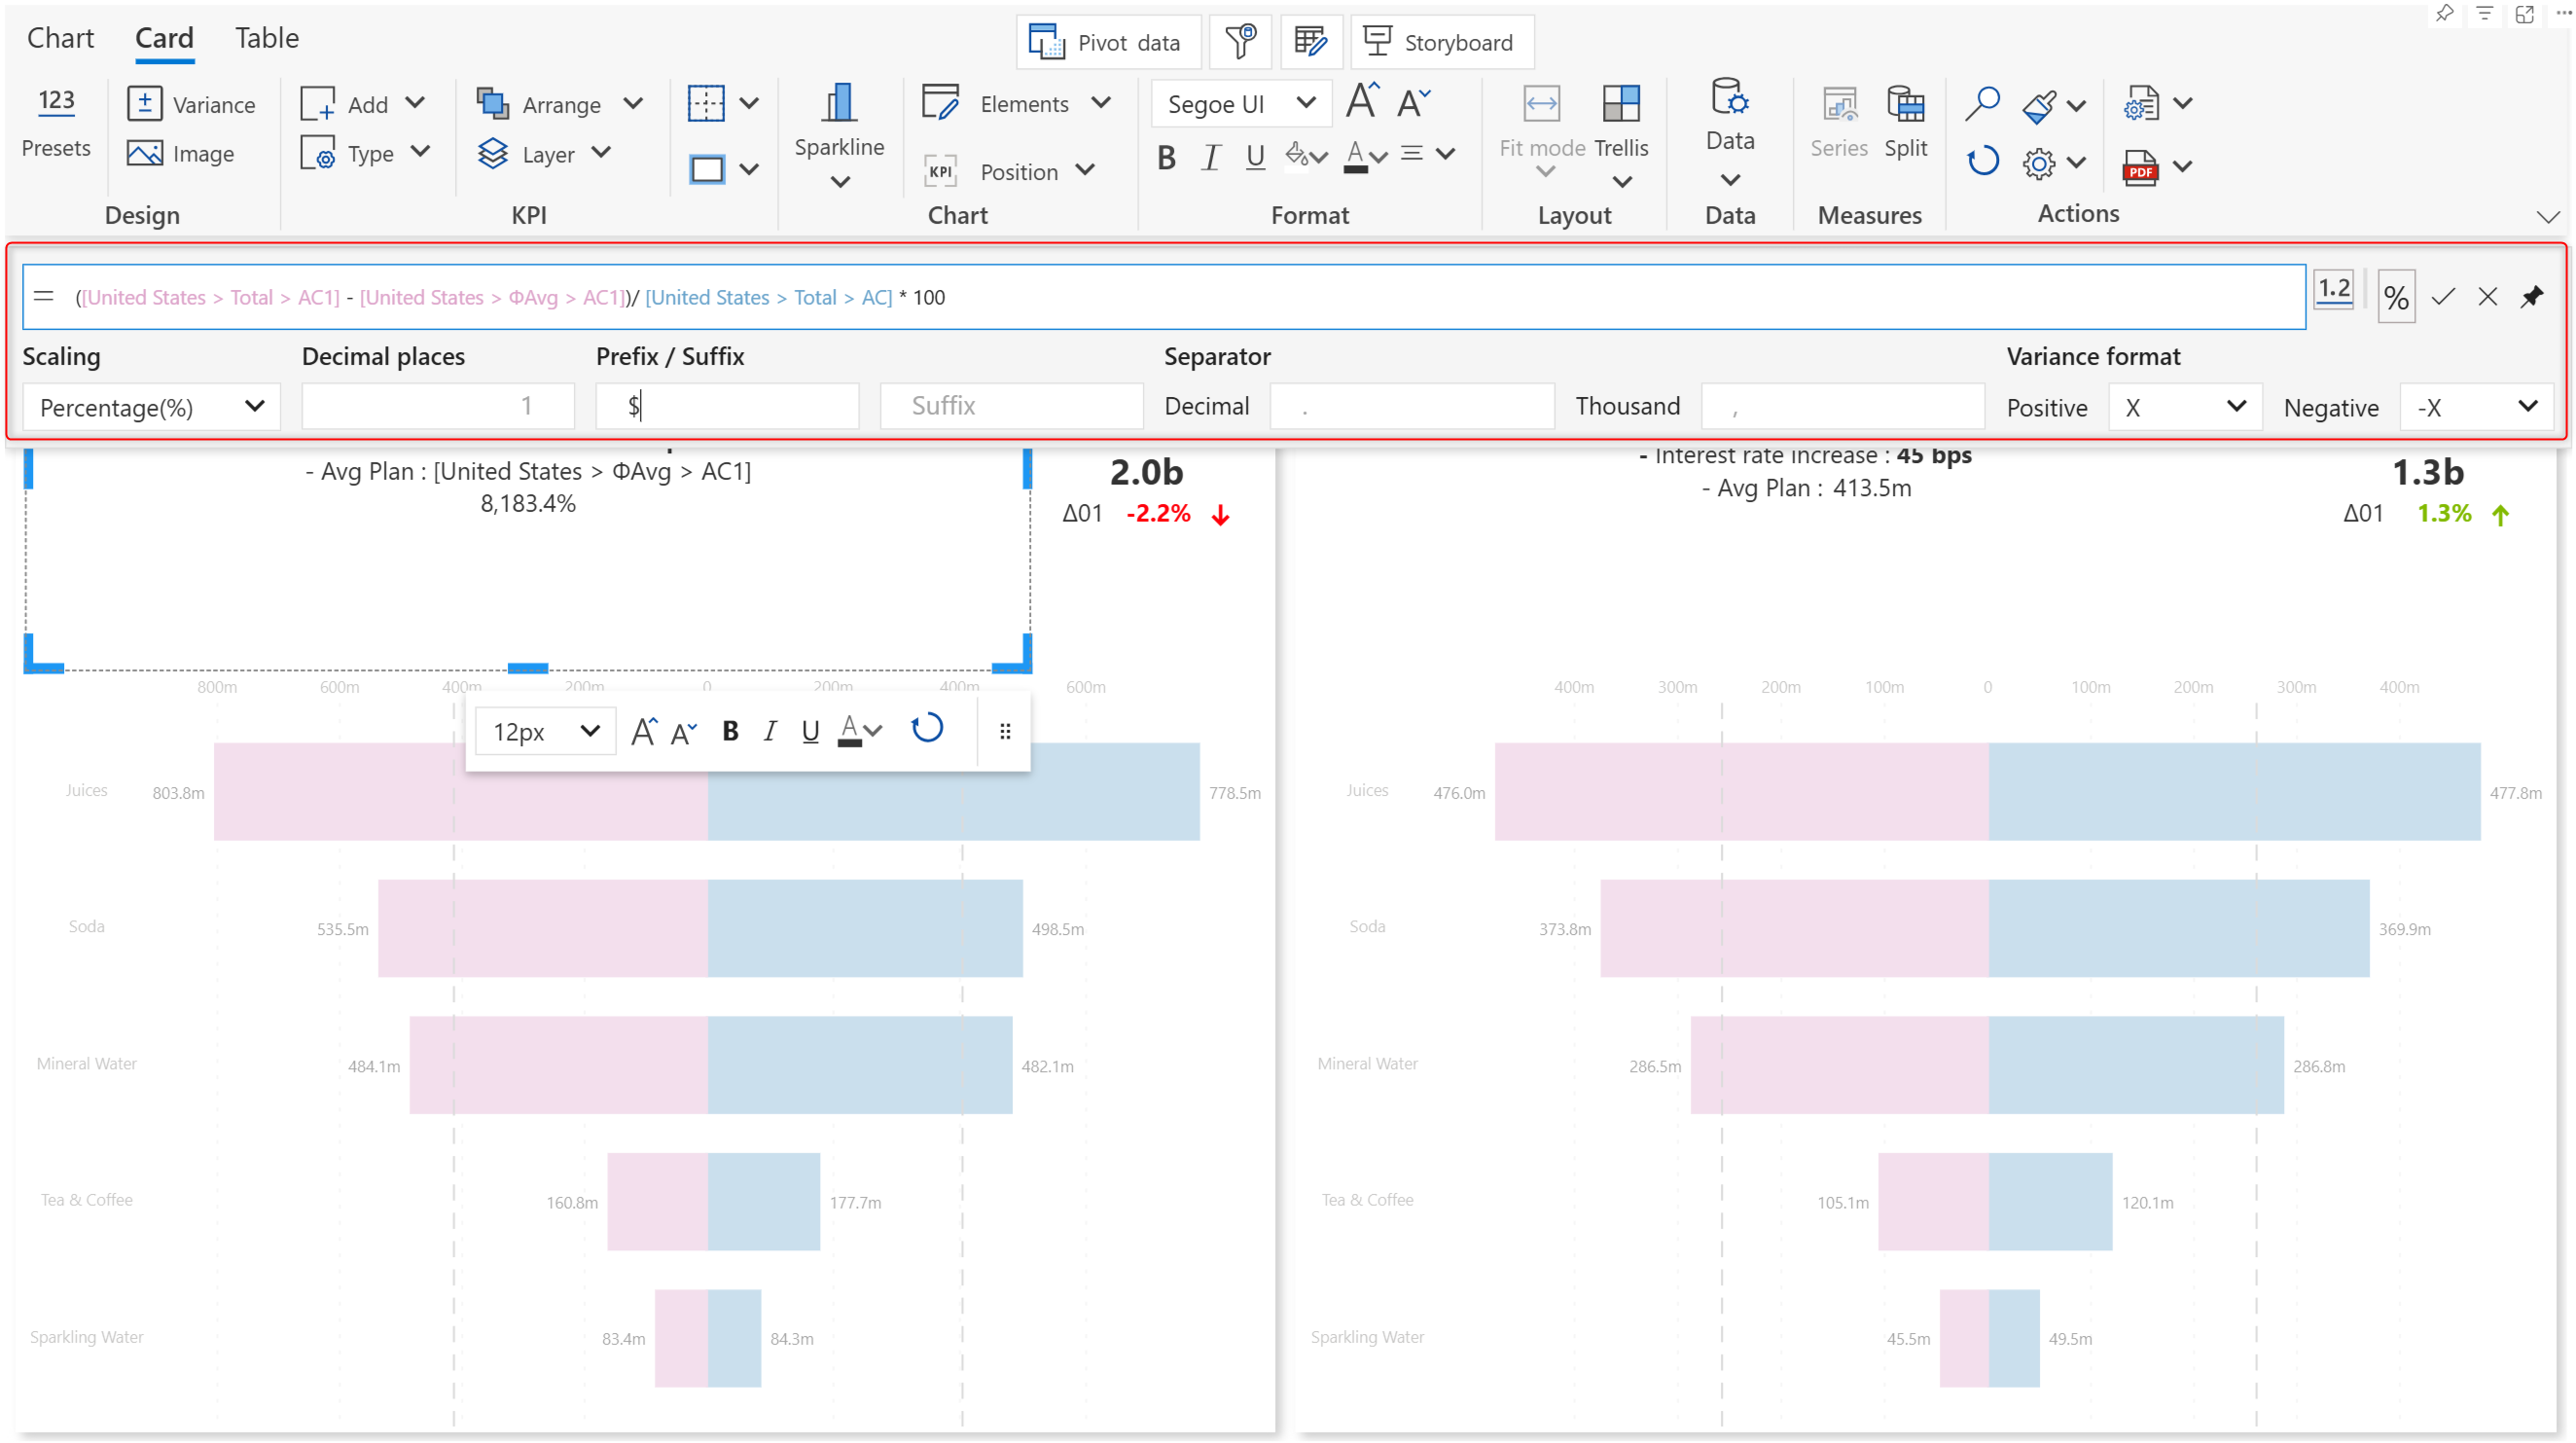 Chart Card Table
Pivot data Storyboard
123 Variance Add Arrange Elements Segoe UI
Presets Image Type Layer Sparkline KPI Position B I U A Fit mode Trellis Data Series Split PDF
Design KPI Chart Format Layout Data Measures Actions
= ([United States > Total > AC1] - [United States > ΦAvg > AC1])/ [United States > Total > AC] * 100 1.2 %
Scaling Decimal places Prefix / Suffix Separator Variance format
Percentage(%) 1 $ Suffix Decimal . Thousand , Positive X Negative -X
- Avg Plan : [United States > ΦAvg > AC1]
8,183.4%
2.0b
Δ01 -2.2%
- Interest rate increase : 45 bps
- Avg Plan : 413.5m
1.3b
Δ01 1.3%
800m 600m 400m 200m 0 200m 400m 600m
12px A A B I U A
Juices 803.8m 778.5m
Soda 535.5m 498.5m
Mineral Water 484.1m 482.1m
Tea & Coffee 160.8m 177.7m
Sparkling Water 83.4m 84.3m
400m 300m 200m 100m 0 100m 200m 300m 400m
Juices 476.0m 477.8m
Soda 373.8m 369.9m
Mineral Water 286.5m 286.8m
Tea & Coffee 105.1m 120.1m
Sparkling Water 45.5m 49.5m